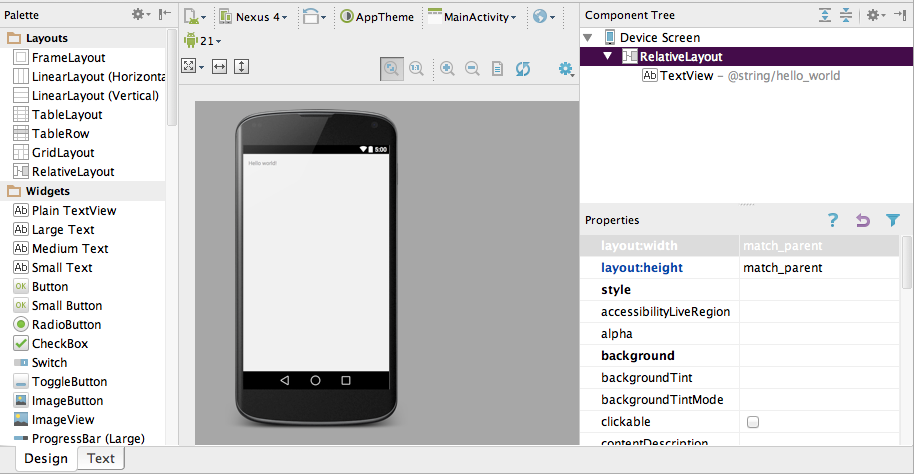 Palette
Layouts
FrameLayout
LinearLayout (Horizonta
LinearLayout (Vertical)
TableLayout
TableRow
GridLayout
RelativeLayout
Widgets
Plain TextView
Large Text
Medium Text
Small Text
Button
Small Button
RadioButton
CheckBox
Switch
ToggleButton
ImageButton
ImageView
ProgressBar (Large)
Design
Text
Nexus 4
AppTheme
MainActivity
21
5:00
Hello world!
Component Tree
Device Screen
RelativeLayout
Ab TextView – @string/hello_world
Properties
layout:width match_parent
layout:height match_parent
style
accessibilityLiveRegion
alpha
background
backgroundTint
backgroundTintMode
clickable
contentDescription